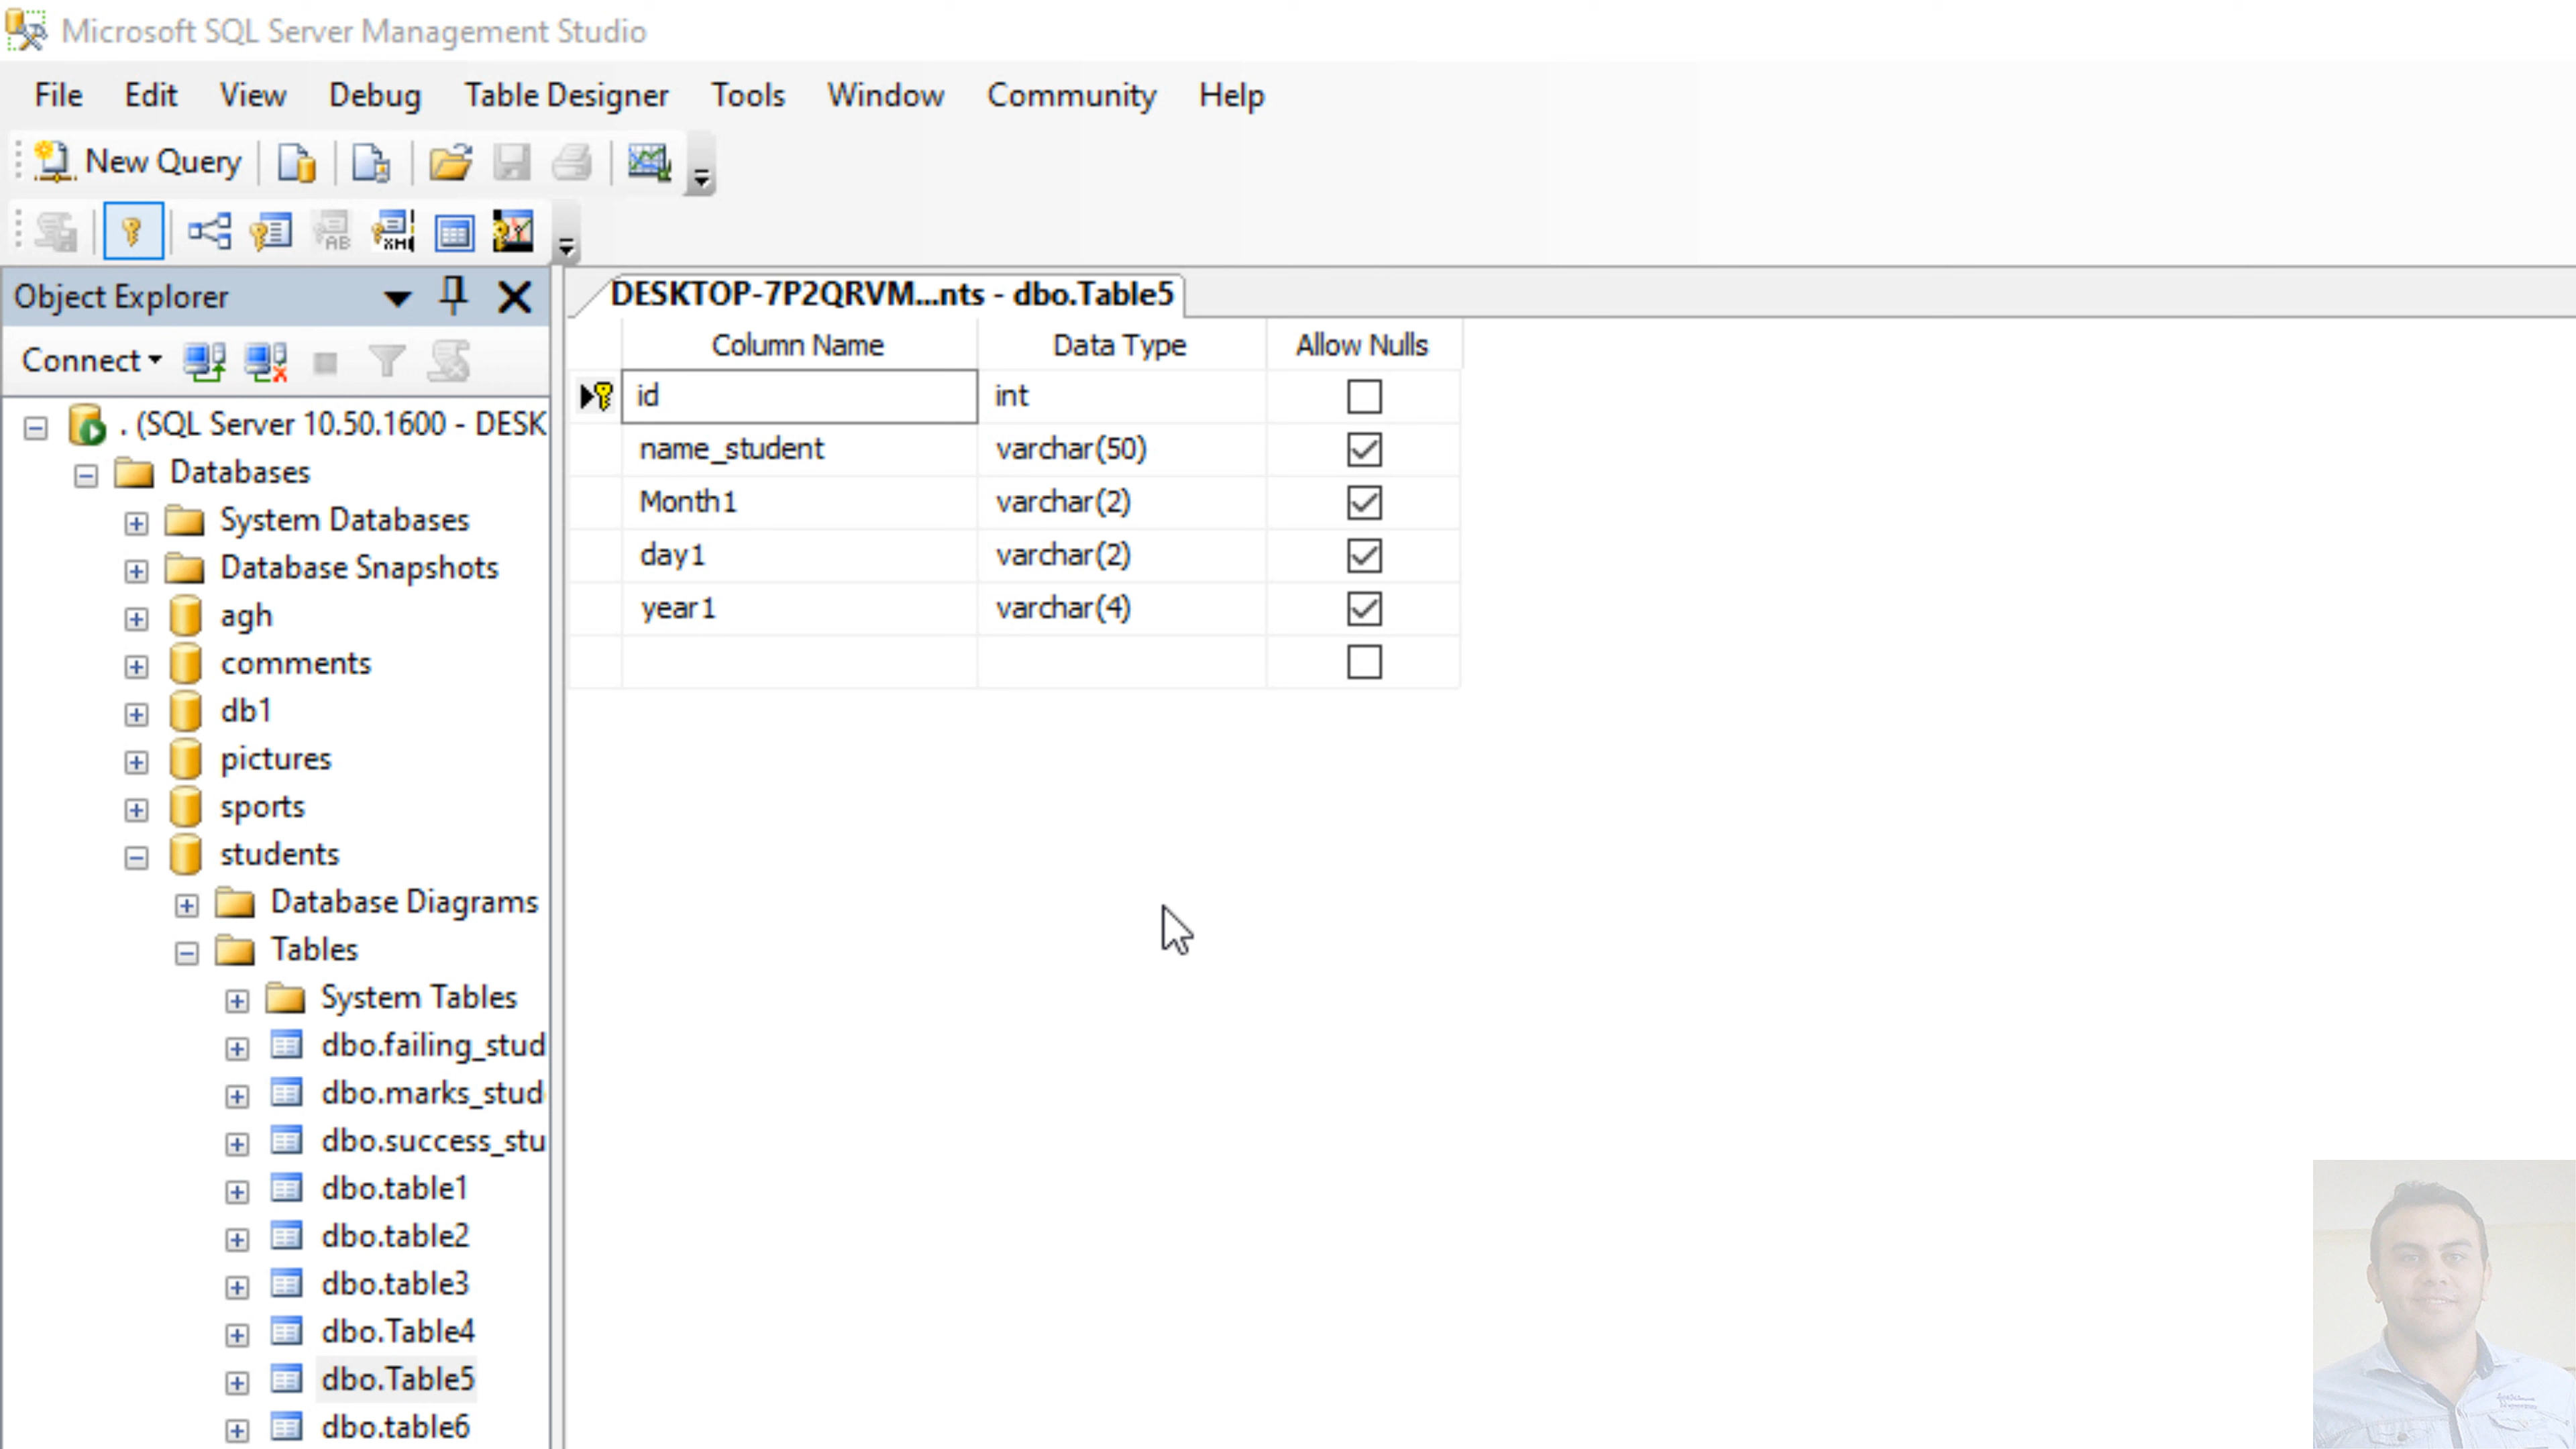 Microsoft SQL Server Management Studio
File Edit View Debug Table Designer Tools Window Community Help
New Query
Object Explorer
Connect
. (SQL Server 10.50.1600 - DESK
Databases
System Databases
Database Snapshots
agh
comments
db1
pictures
sports
students
Database Diagrams
Tables
System Tables
dbo.failing_stud
dbo.marks_stud
dbo.success_stu
dbo.table1
dbo.table2
dbo.table3
dbo.Table4
dbo.Table5
dbo.table6
DESKTOP-7P2QRVM...nts - dbo.Table5
Column Name Data Type Allow Nulls
id int
name_student varchar(50)
Month1 varchar(2)
day1 varchar(2)
year1 varchar(4)